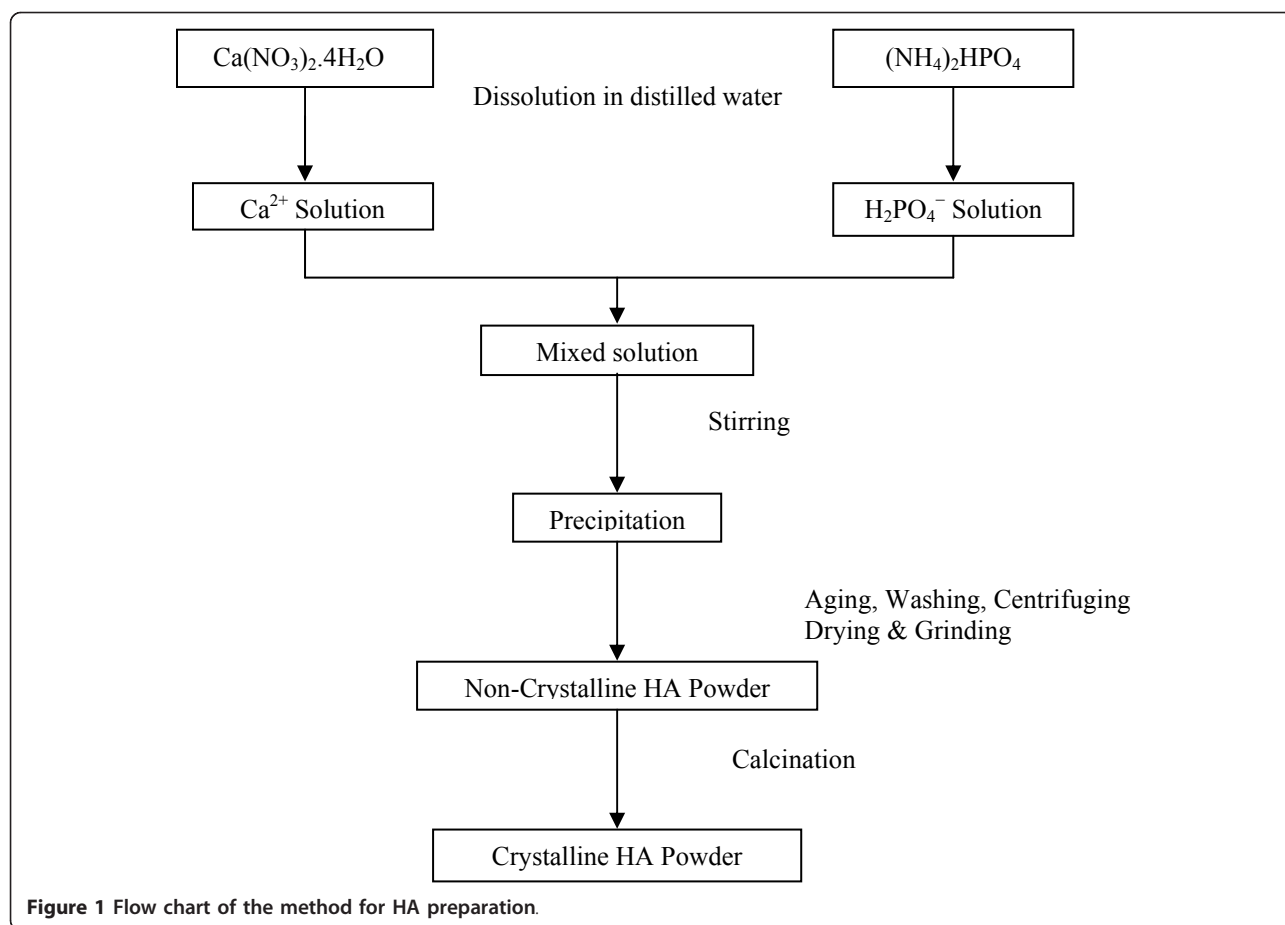 Ca(NO₃)₂.4H₂O
(NH₄)₂HPO₄
Dissolution in distilled water
Ca²⁺ Solution
H₂PO₄⁻ Solution
Mixed solution
Stirring
Precipitation
Aging, Washing, Centrifuging
Drying & Grinding
Non-Crystalline HA Powder
Calcination
Crystalline HA Powder
Figure 1 Flow chart of the method for HA preparation.